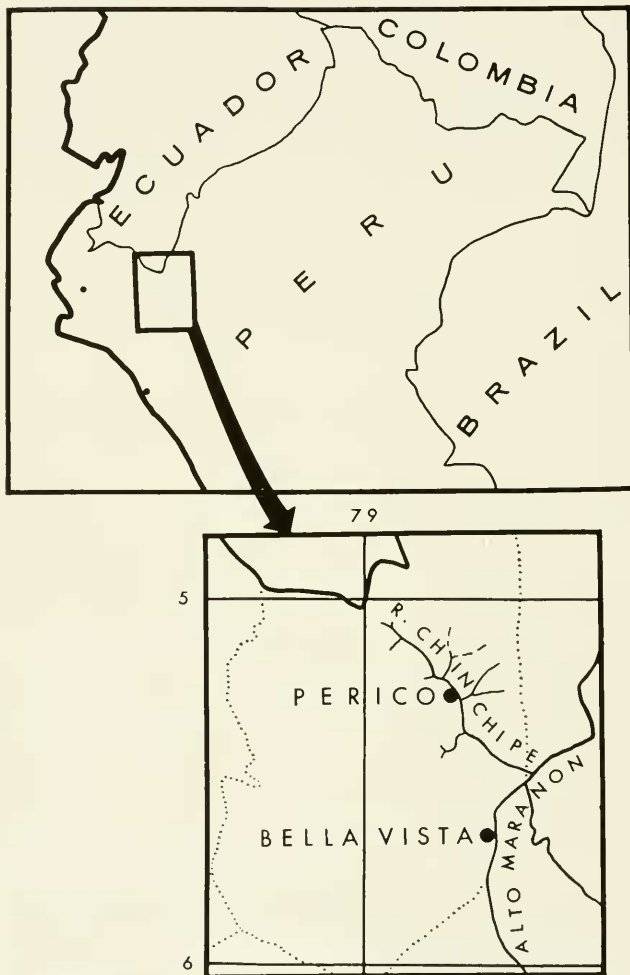 COLOMBIA
ECUADOR
PERU
BRAZIL
79
5
R. CHINCHIPE
PERICO
BELLA VISTA
ALTO MARANON
6